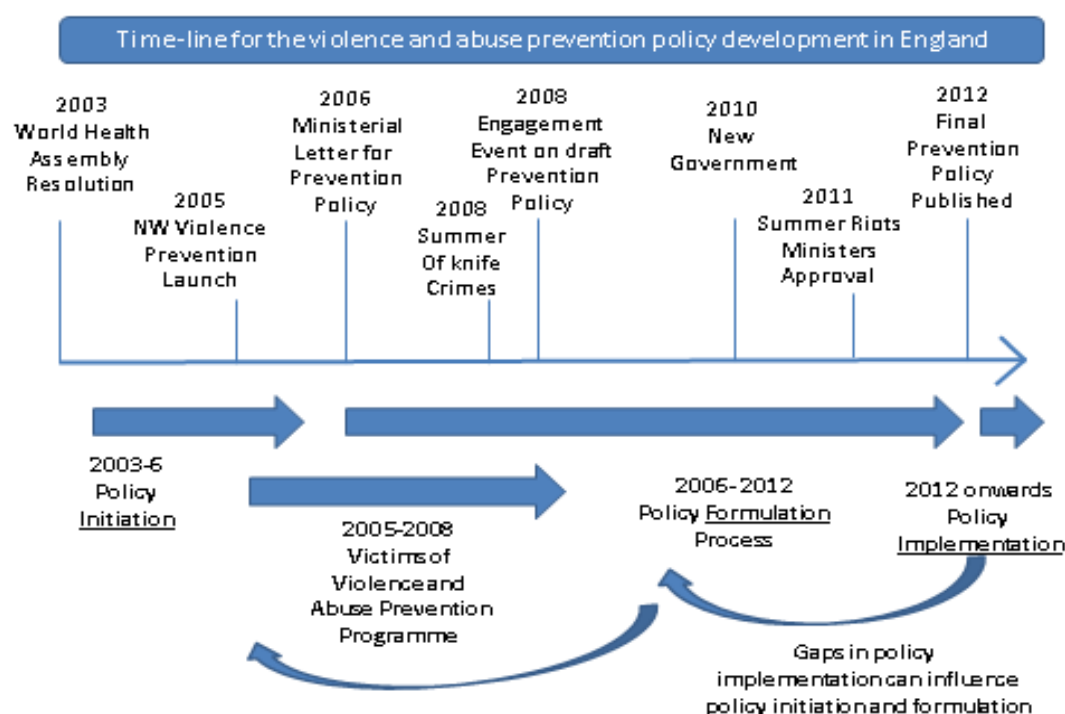 Time-line for the violence and abuse prevention policy development in England
2003
World Health
Assembly
Resolution
2005
NW Violence
Prevention
Launch
2006
Ministerial
Letter for
Prevention
Policy
2008
Summer
Of knife
Crimes
2008
Engagement
Event on draft
Prevention
Policy
2010
New
Government
2011
Summer Riots
Ministers
Approval
2012
Final
Prevention
Policy
Published
2003-6
Policy
Initiation
2005-2008
Victims of
Violence and
Abuse Prevention
Programme
2006-2012
Policy Formulation
Process
2012 onwards
Policy
Implementation
Gaps in policy
implementation can influence
policy initiation and formulation